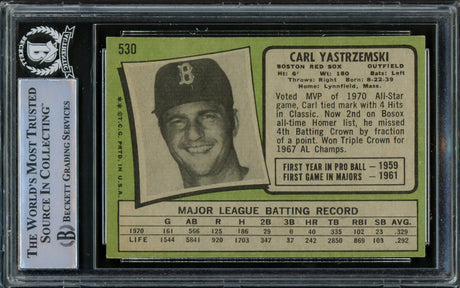 BECKETT
AUTHENTIC
THE WORLD'S MOST TRUSTED
SOURCE IN COLLECTING™
BECKETT GRADING SERVICES
530
CARL YASTRZEMSKI
BOSTON RED SOX OUTFIELD
Ht: 6' Wt: 180 Bats: Left
Throws: Right Born: 8-22-39
Home: Lynnfield, Mass.
Voted MVP of 1970 All-Star
game, Carl tied mark with 4 Hits
in Classic. Now 2nd on Bosox
all-time Homer list, he missed
4th Batting Crown by fraction
of a point. Won Triple Crown for
1967 AL Champs.
FIRST YEAR IN PRO BALL — 1959
FIRST GAME IN MAJORS — 1961
B
★★ ©T.C.G. PRTD. IN U.S.A.
MAJOR LEAGUE BATTING RECORD
G AB R H 2B 3B HR RBI SB AVG.
1970 161 566 125 186 29 0 40 335 102 23 .329
LIFE 1544 5841 920 1703 347 37 242 2850 869 103 .292